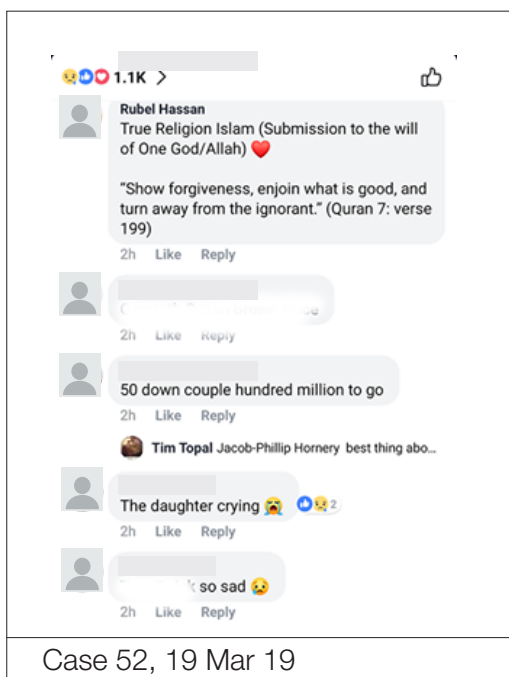 1.1K >
Rubel Hassan
True Religion Islam (Submission to the will
of One God/Allah) ❤️
“Show forgiveness, enjoin what is good, and
turn away from the ignorant.” (Quran 7: verse
199)
2h Like Reply
2h Like Reply
50 down couple hundred million to go
2h Like Reply
Tim Topal Jacob-Phillip Hornery best thing abo...
The daughter crying 😭 2
2h Like Reply
so sad 😢
2h Like Reply
Case 52, 19 Mar 19